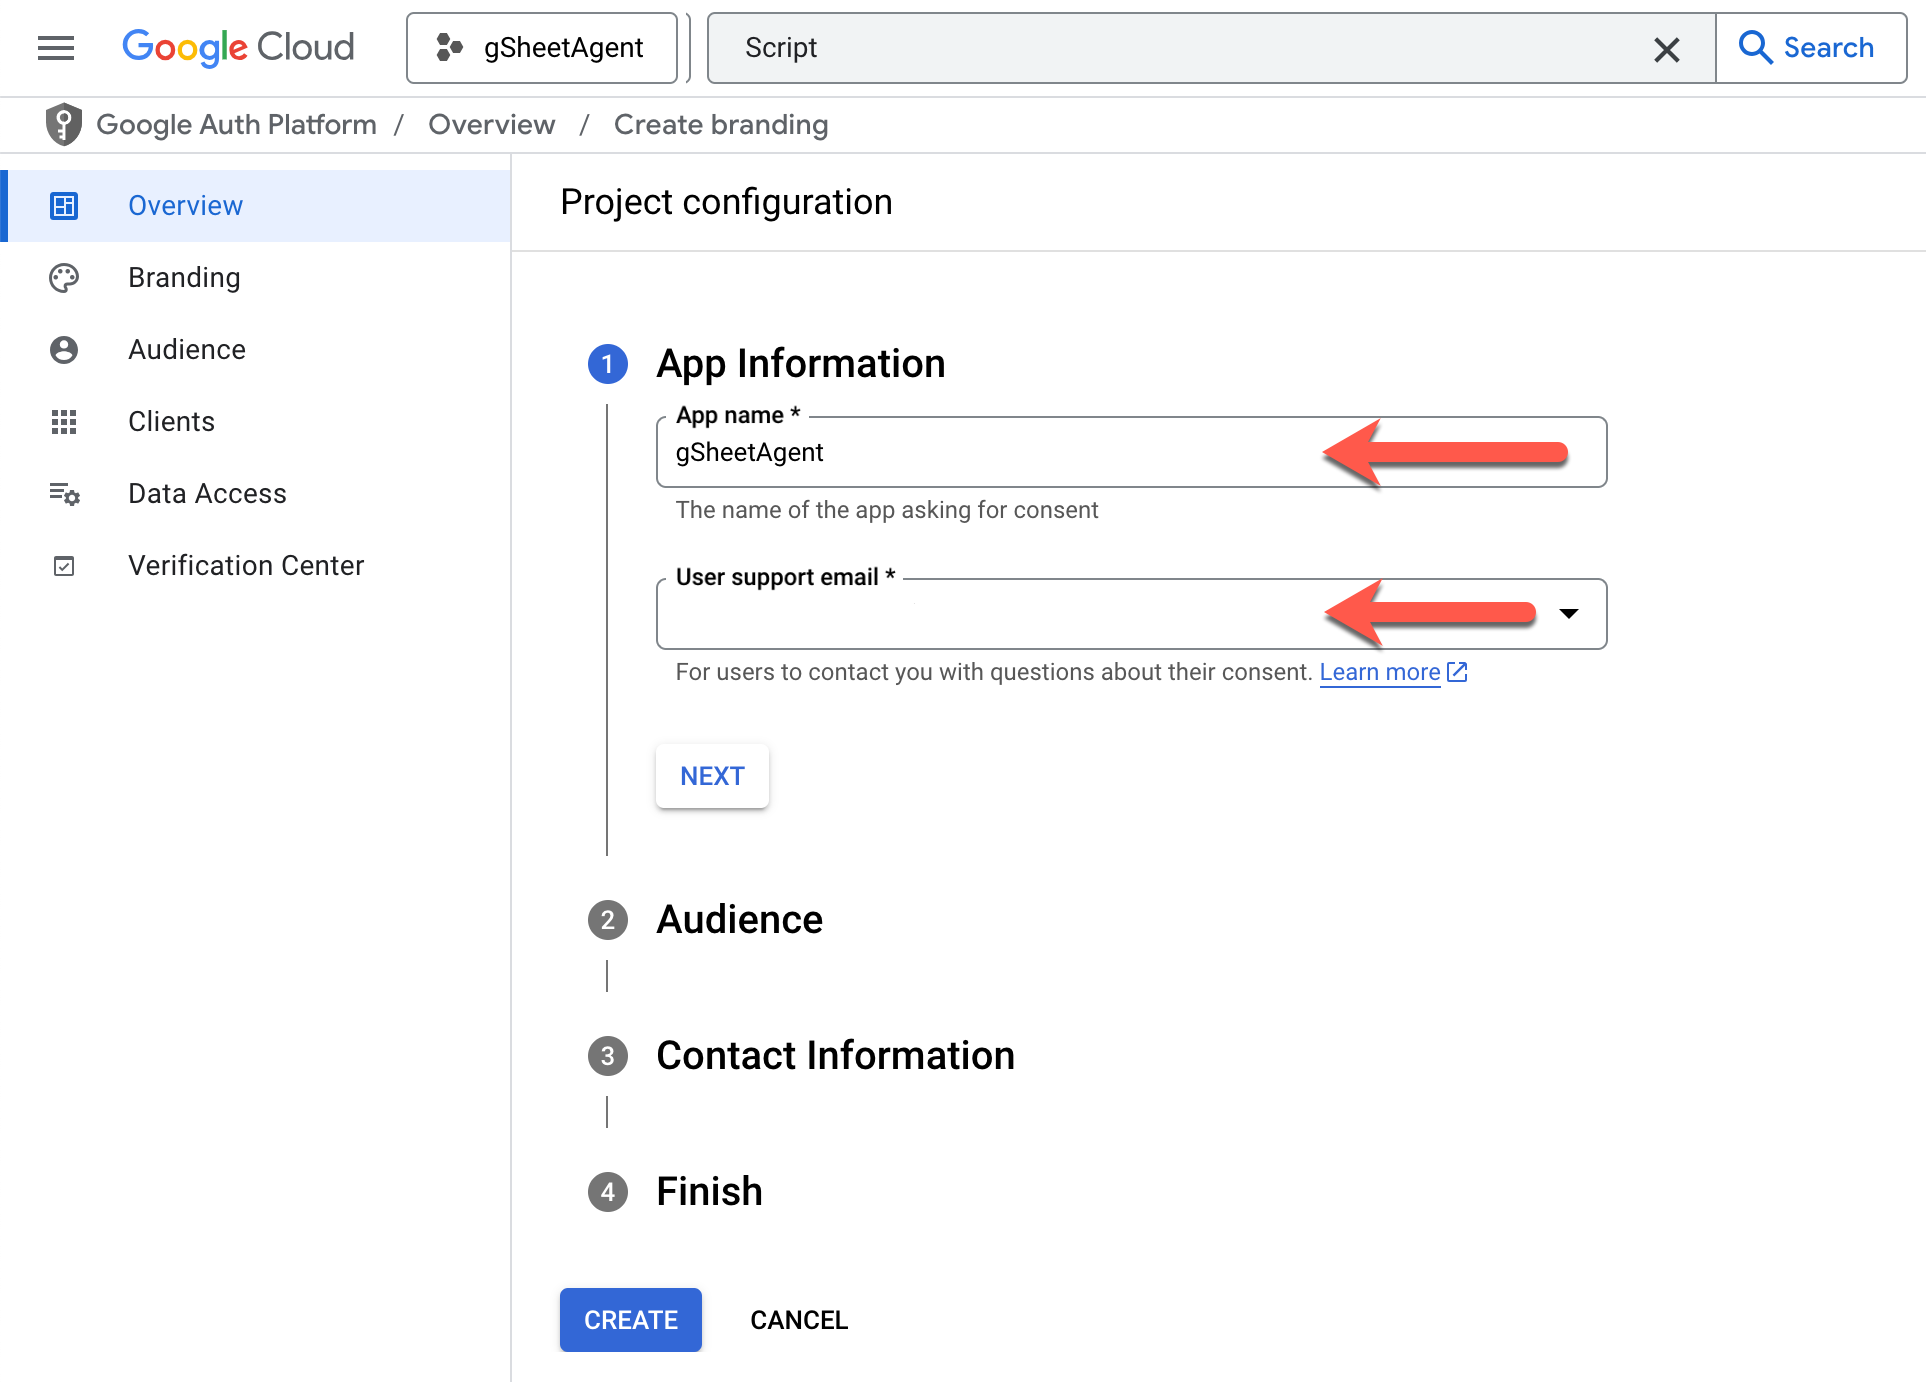 Google Cloud
gSheetAgent
Script
Search
Google Auth Platform / Overview / Create branding
Overview
Branding
Audience
Clients
Data Access
Verification Center
Project configuration
1 App Information
App name *
gSheetAgent
The name of the app asking for consent
User support email *
For users to contact you with questions about their consent. Learn more
NEXT
2 Audience
3 Contact Information
4 Finish
CREATE CANCEL